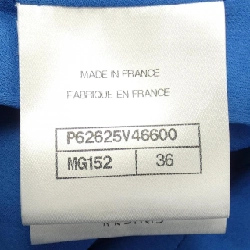 MADE IN FRANCE
FABRIQUE EN FRANCE
P62625V46600
MG152 36